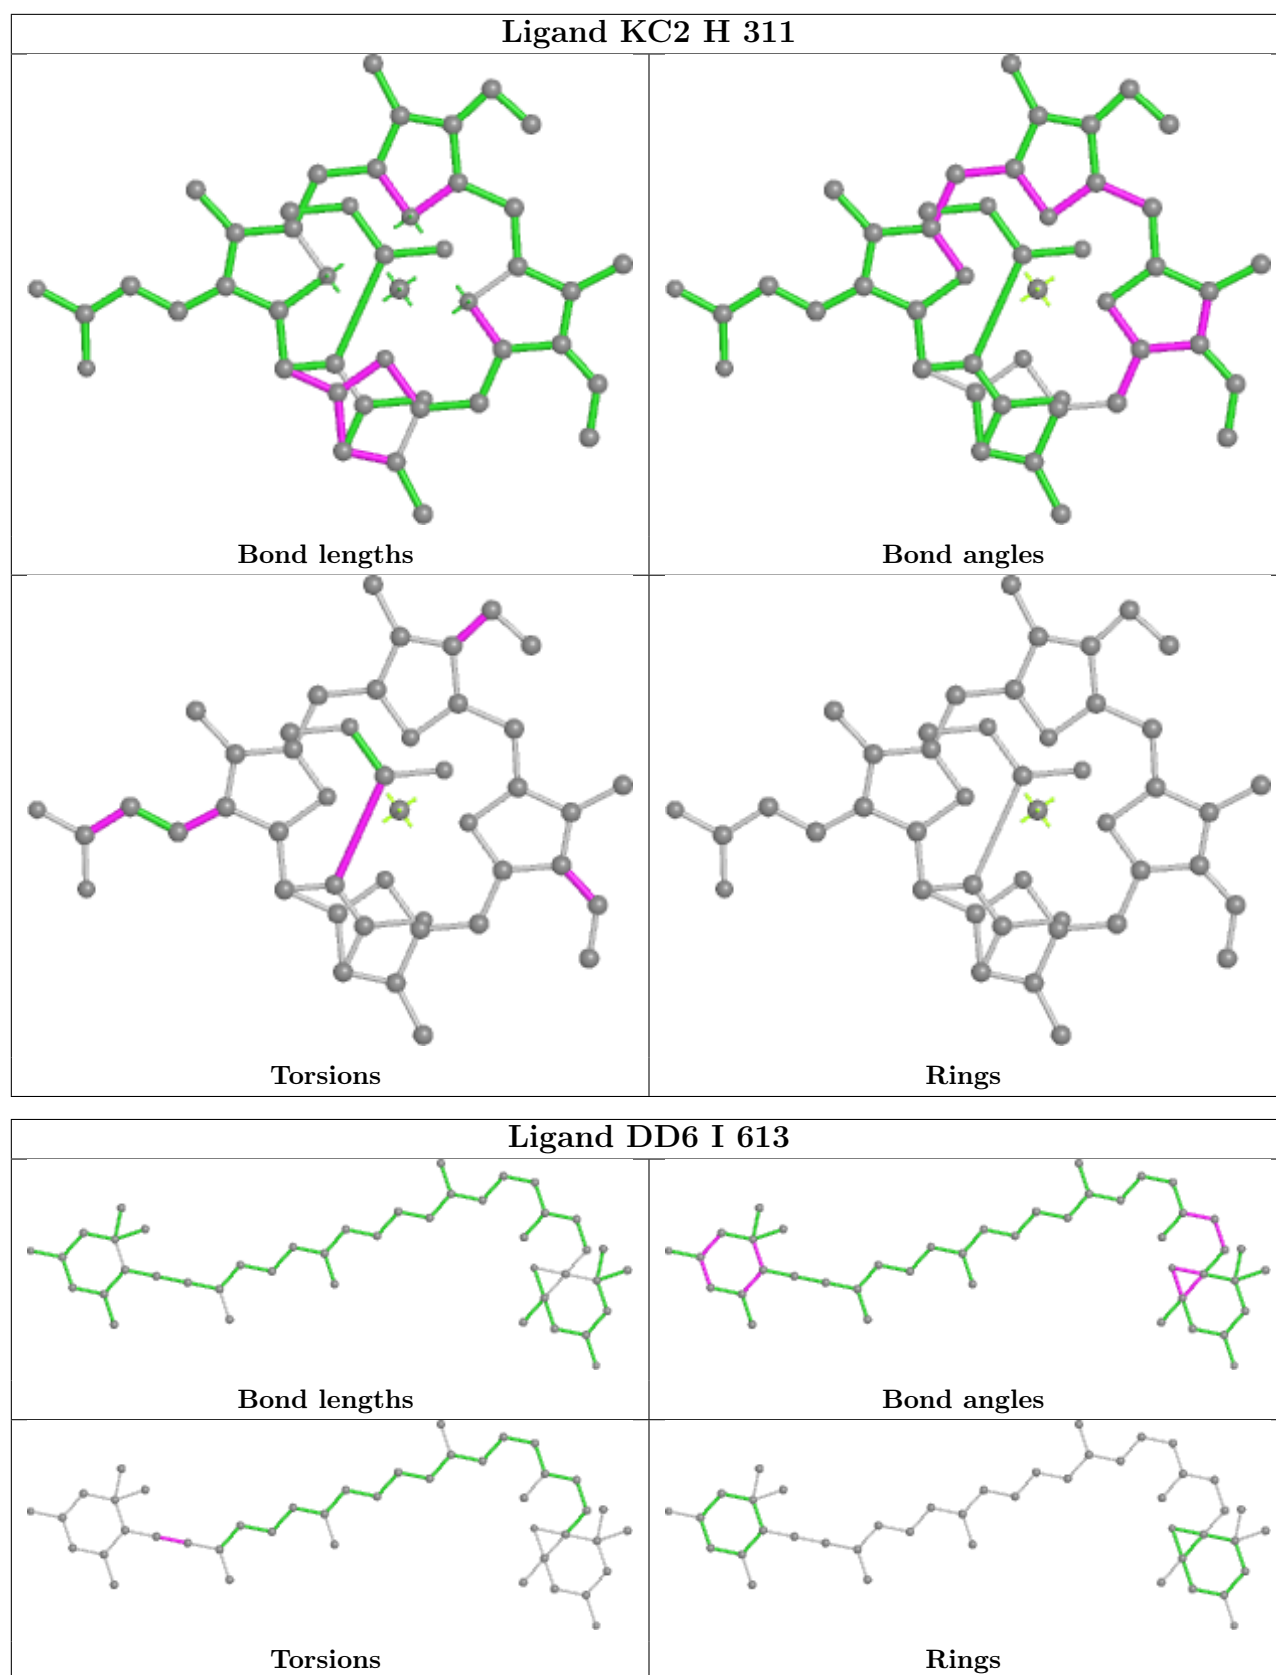 Ligand KC2 H 311
Bond lengths
Bond angles
Torsions
Rings
Ligand DD6 I 613
Bond lengths
Bond angles
Torsions
Rings